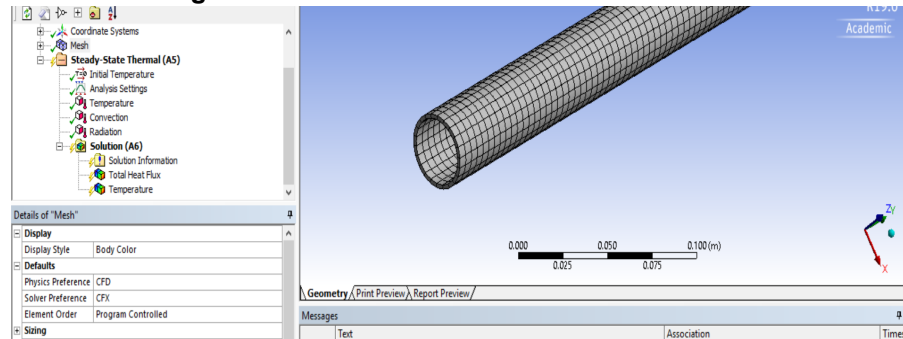 R19.0
Academic
Coordinate Systems
Mesh
Steady-State Thermal (A5)
Initial Temperature
Analysis Settings
Temperature
Convection
Radiation
Solution (A6)
Solution Information
Total Heat Flux
Temperature
Details of "Mesh"
Display
Display Style Body Color
Defaults
Physics Preference CFD
Solver Preference CFX
Element Order Program Controlled
Sizing
0.000 0.050 0.100 (m)
0.025 0.075
Z Y
X
Geometry Print Preview Report Preview
Messages
Text Association Times